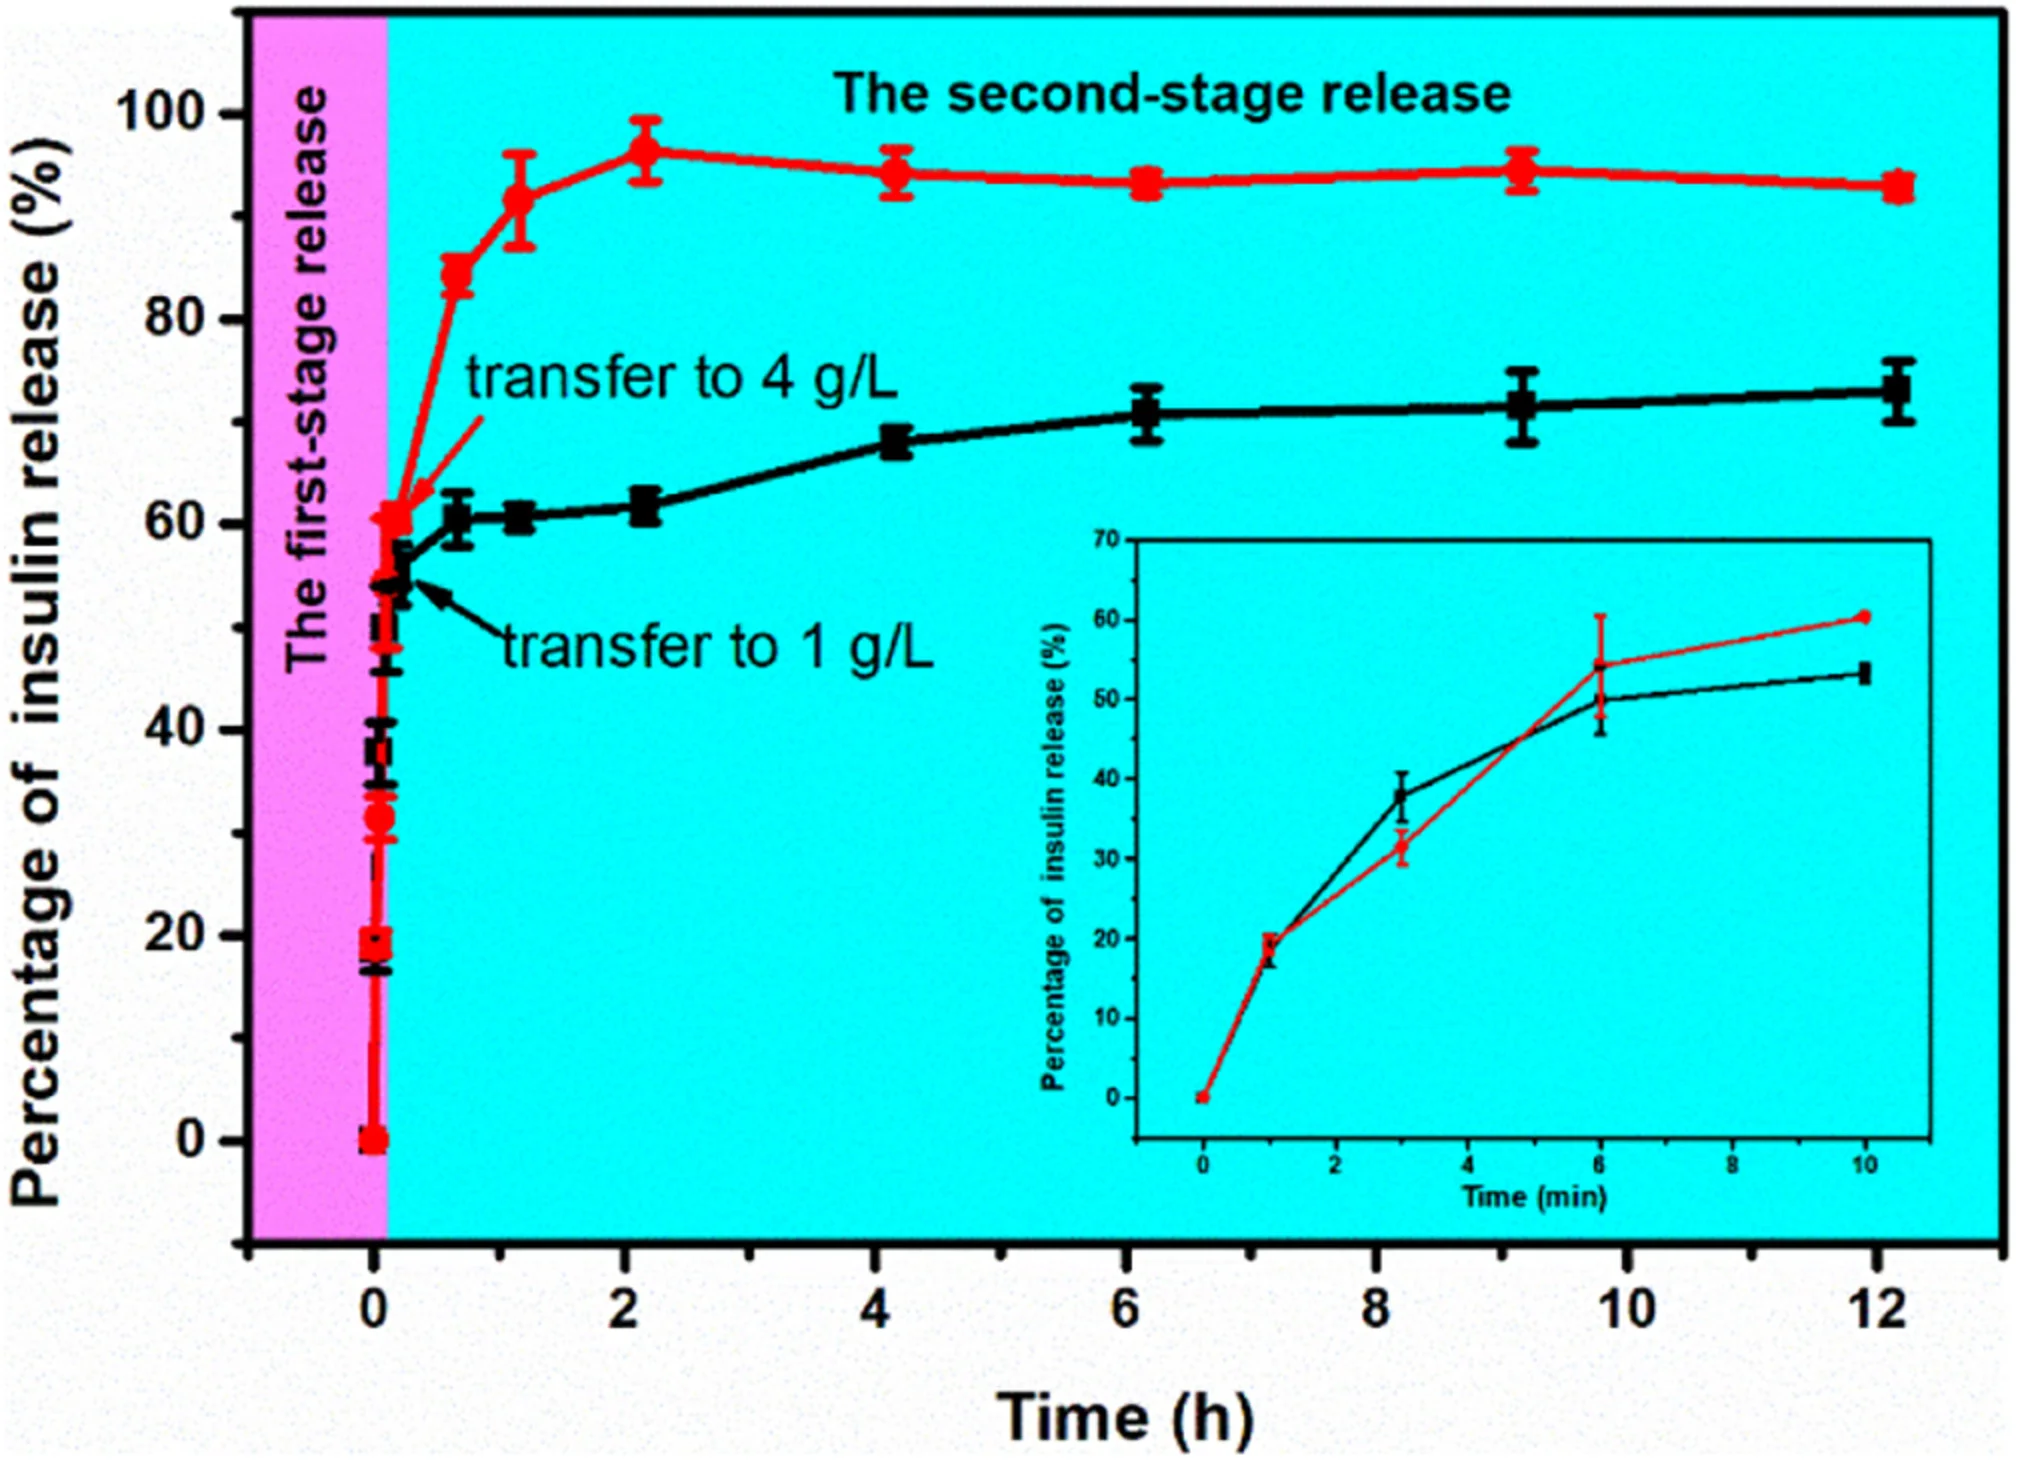 Percentage of insulin release (%)
100
80
60
40
20
0
The first-stage release
The second-stage release
transfer to 4 g/L
transfer to 1 g/L
Percentage of insulin release (%)
70
60
50
40
30
20
10
0
0 2 4 6 8 10
Time (min)
0 2 4 6 8 10 12
Time (h)